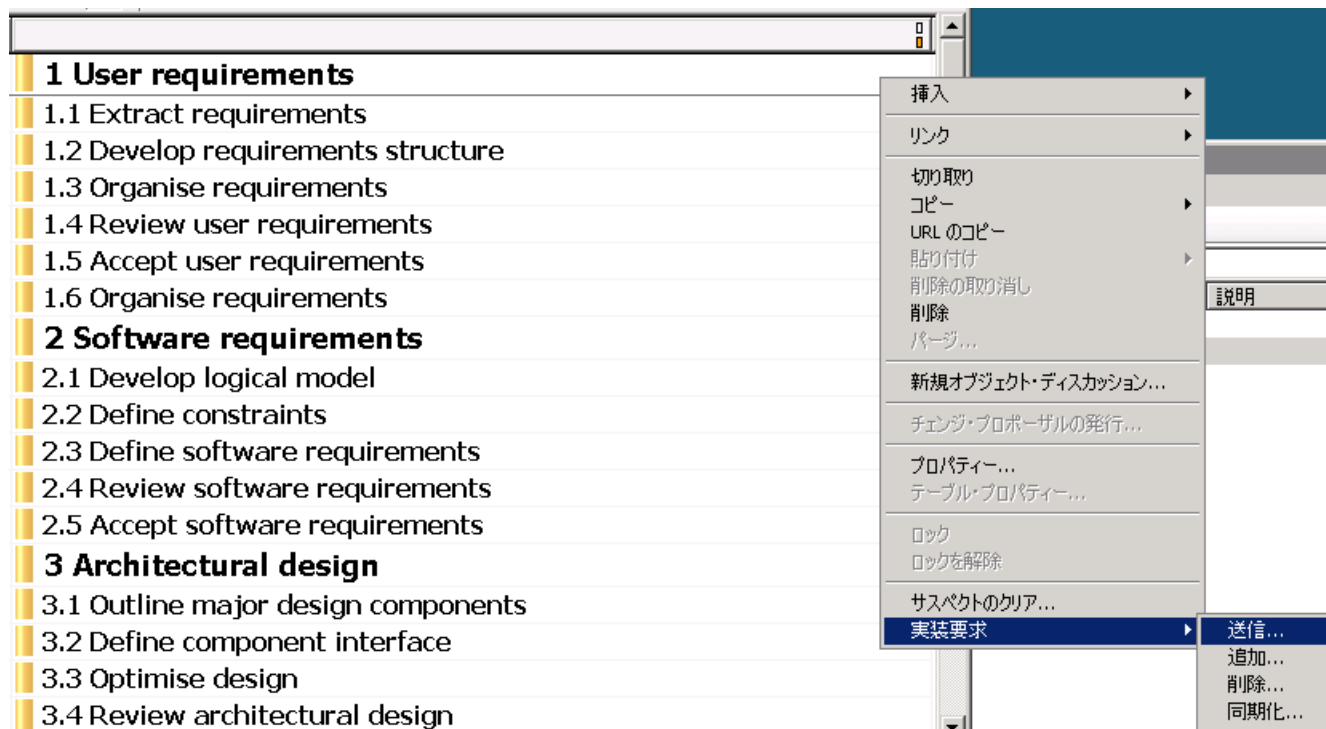 1 User requirements
1.1 Extract requirements
1.2 Develop requirements structure
1.3 Organise requirements
1.4 Review user requirements
1.5 Accept user requirements
1.6 Organise requirements
2 Software requirements
2.1 Develop logical model
2.2 Define constraints
2.3 Define software requirements
2.4 Review software requirements
2.5 Accept software requirements
3 Architectural design
3.1 Outline major design components
3.2 Define component interface
3.3 Optimise design
3.4 Review architectural design
挿入
リンク
切り取り
コピー
URL のコピー
貼り付け
削除の取り消し
削除
パージ...
新規オブジェクト・ディスカッション...
チェンジ・プロポーザルの発行...
プロパティー...
テーブル・プロパティー...
ロック
ロックを解除
サスペクトのクリア...
実装要求
送信...
追加...
削除...
同期化...
説明